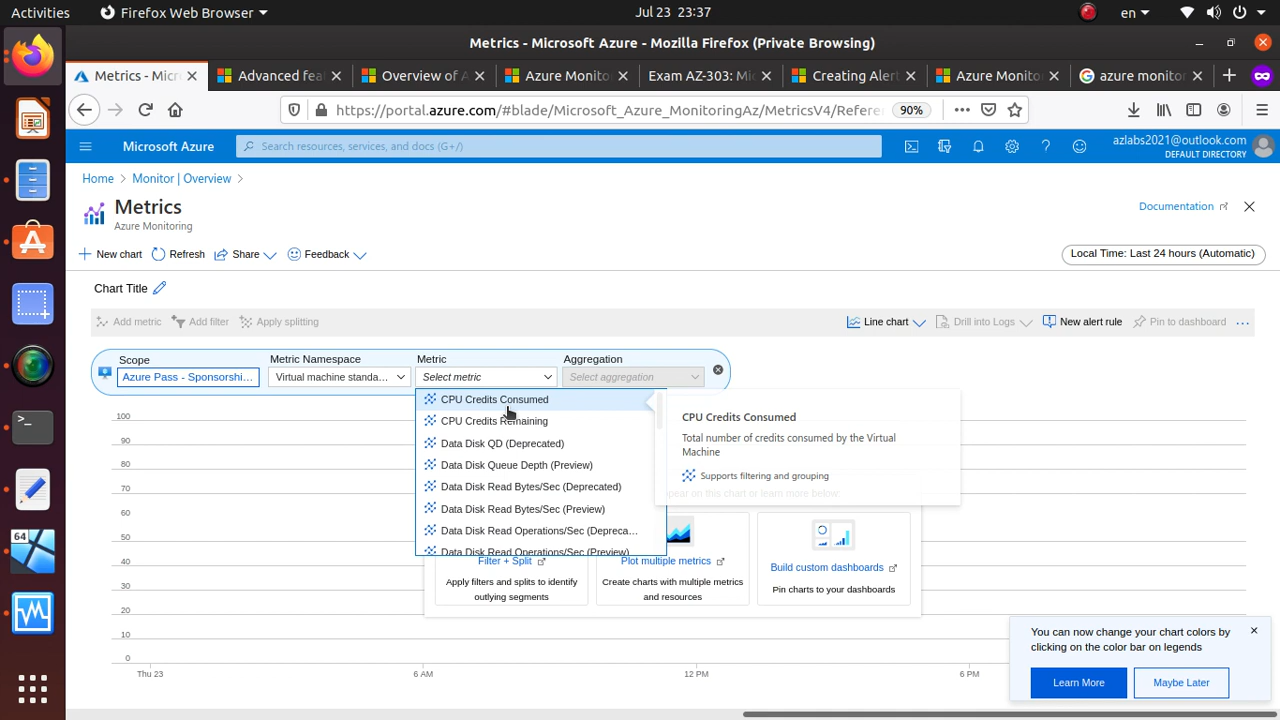 Activities
Firefox Web Browser
Jul 23 23:37
en
Metrics - Microsoft Azure - Mozilla Firefox (Private Browsing)
Metrics - Micr
Advanced fea
Overview of A
Azure Monito
Exam AZ-303: Mi
Creating Alert
Azure Monito
azure monitor
https://portal.azure.com/#blade/Microsoft_Azure_MonitoringAz/MetricsV4/Refere
90%
Microsoft Azure
Search resources, services, and docs (G+/)
azlabs2021@outlook.com
DEFAULT DIRECTORY
Home > Monitor | Overview >
Metrics
Azure Monitoring
Documentation
New chart
Refresh
Share
Feedback
Local Time: Last 24 hours (Automatic)
Chart Title
Add metric
Add filter
Apply splitting
Line chart
Drill into Logs
New alert rule
Pin to dashboard
...
Scope
Metric Namespace
Metric
Aggregation
Azure Pass - Sponsorshi...
Virtual machine standa...
Select metric
Select aggregation
CPU Credits Consumed
CPU Credits Remaining
Data Disk QD (Deprecated)
Data Disk Queue Depth (Preview)
Data Disk Read Bytes/Sec (Deprecated)
Data Disk Read Bytes/Sec (Preview)
Data Disk Read Operations/Sec (Depreca...
Data Disk Read Operations/Sec (Preview)
CPU Credits Consumed
Total number of credits consumed by the Virtual
Machine
Supports filtering and grouping
appear on this chart or learn more below:
100
90
80
70
60
50
40
30
20
10
0
Filter + Split
Apply filters and splits to identify
outlying segments
Plot multiple metrics
Create charts with multiple metrics
and resources
Build custom dashboards
Pin charts to your dashboards
Thu 23
6 AM
12 PM
6 PM
You can now change your chart colors by
clicking on the color bar on legends
Learn More
Maybe Later
64